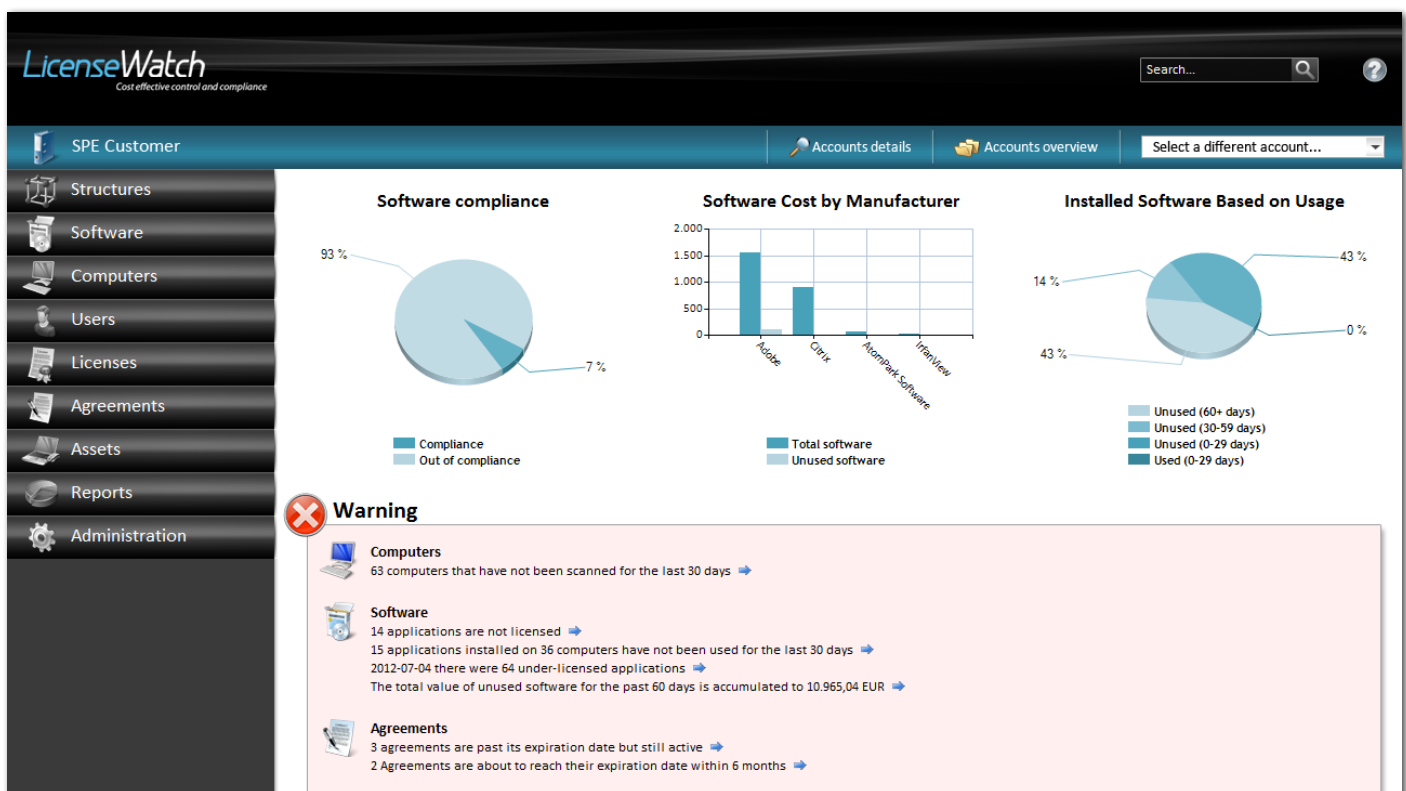 LicenseWatch
Cost effective control and compliance
Search...
?
SPE Customer
Accounts details
Accounts overview
Select a different account...
Structures
Software
Computers
Users
Licenses
Agreements
Assets
Reports
Administration
Software compliance
93 %
7 %
Compliance
Out of compliance
Software Cost by Manufacturer
2.000
1.500
1.000
500
0
Adobe
Citrix
AtomPark Software
IrfanView
Total software
Unused software
Installed Software Based on Usage
43 %
14 %
0 %
43 %
Unused (60+ days)
Unused (30-59 days)
Unused (0-29 days)
Used (0-29 days)
Warning
Computers
63 computers that have not been scanned for the last 30 days
Software
14 applications are not licensed
15 applications installed on 36 computers have not been used for the last 30 days
2012-07-04 there were 64 under-licensed applications
The total value of unused software for the past 60 days is accumulated to 10.965,04 EUR
Agreements
3 agreements are past its expiration date but still active
2 Agreements are about to reach their expiration date within 6 months